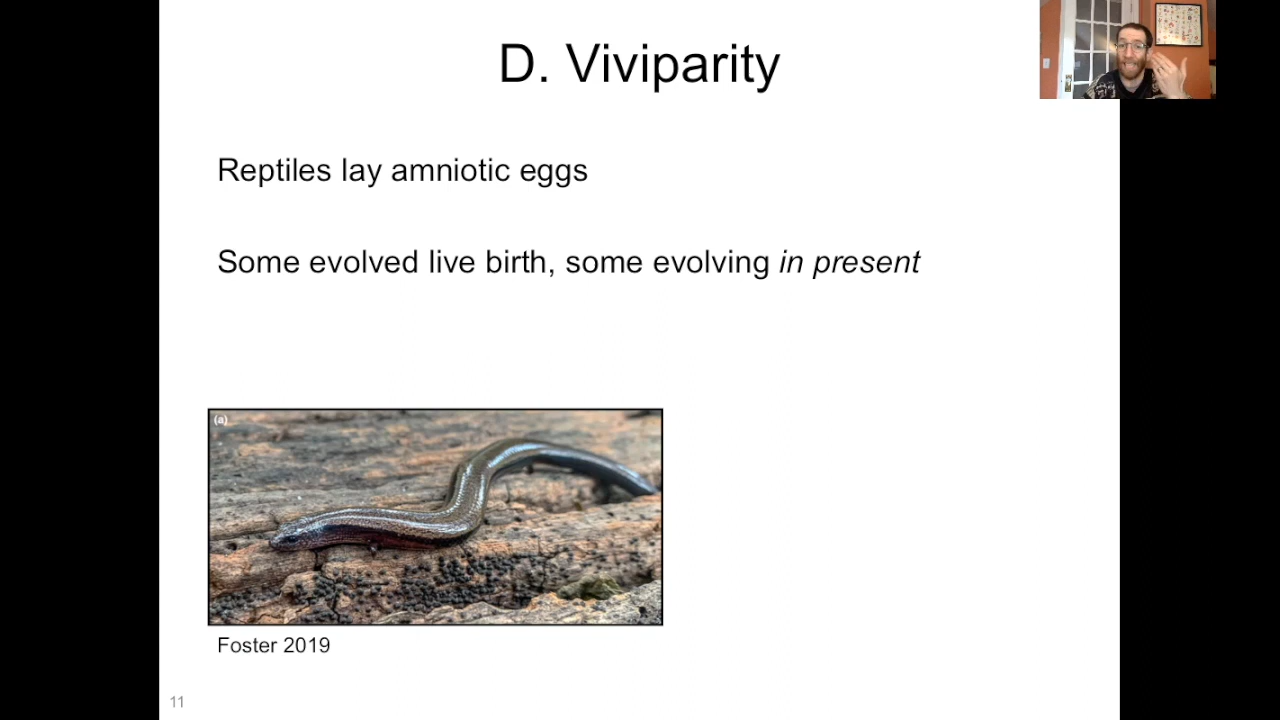 D. Viviparity
Reptiles lay amniotic eggs
Some evolved live birth, some evolving in present
(a)
Foster 2019
11